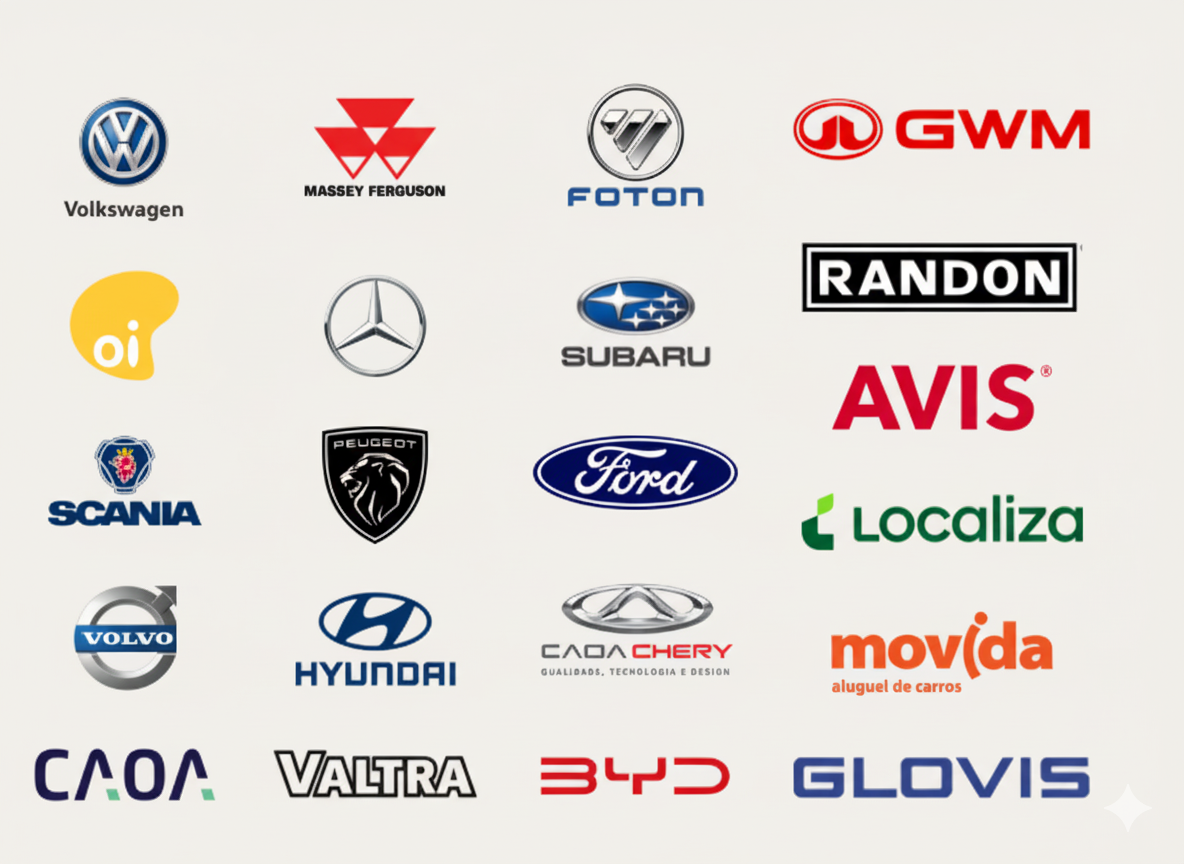 Volkswagen
MASSEY FERGUSON
FOTON
GWM
oi
SUBARU
RANDON
SCANIA
PEUGEOT
Ford
AVIS®
Localiza
VOLVO
HYUNDAI
CAOA CHERY
QUALIDADE, TECNOLOGIA E DESIGN
movida
aluguel de carros
CAOA
VALTRA
BYD
GLOVIS